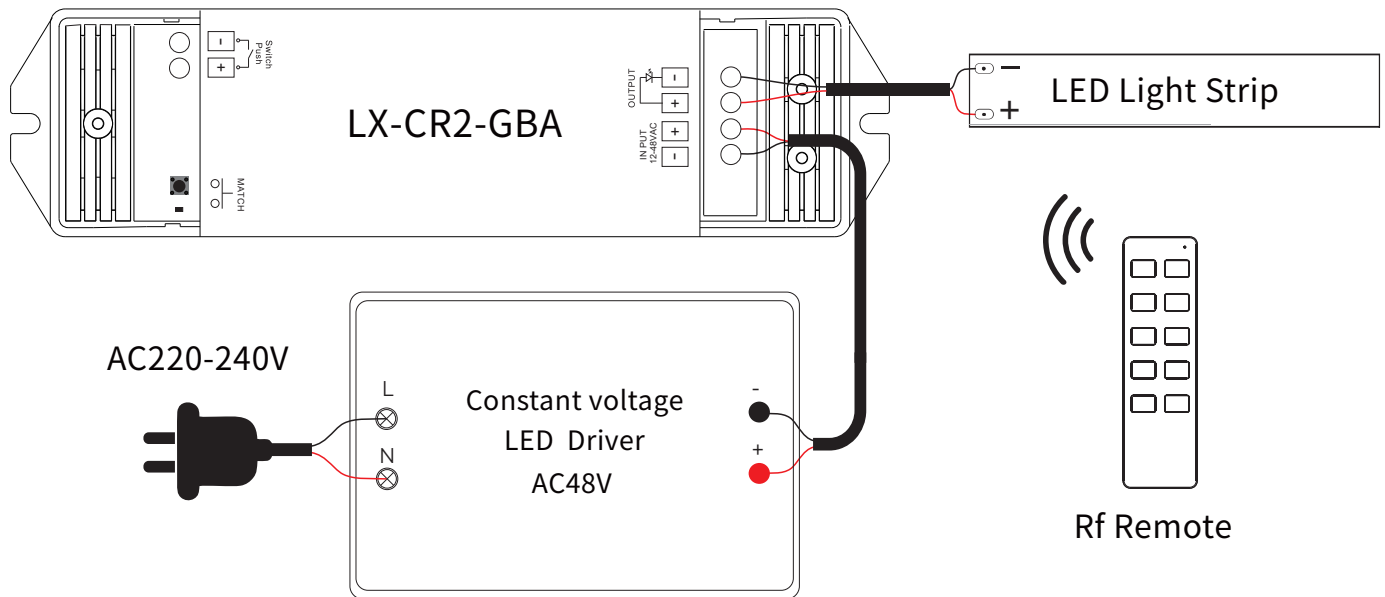 -
+
Switch
Push
MATCH
LX-CR2-GBA
OUTPUT
-
+
IN PUT
12-48VAC
+
-
−
+
LED Light Strip
AC220-240V
L
N
Constant voltage
LED Driver
AC48V
-
+
Rf Remote